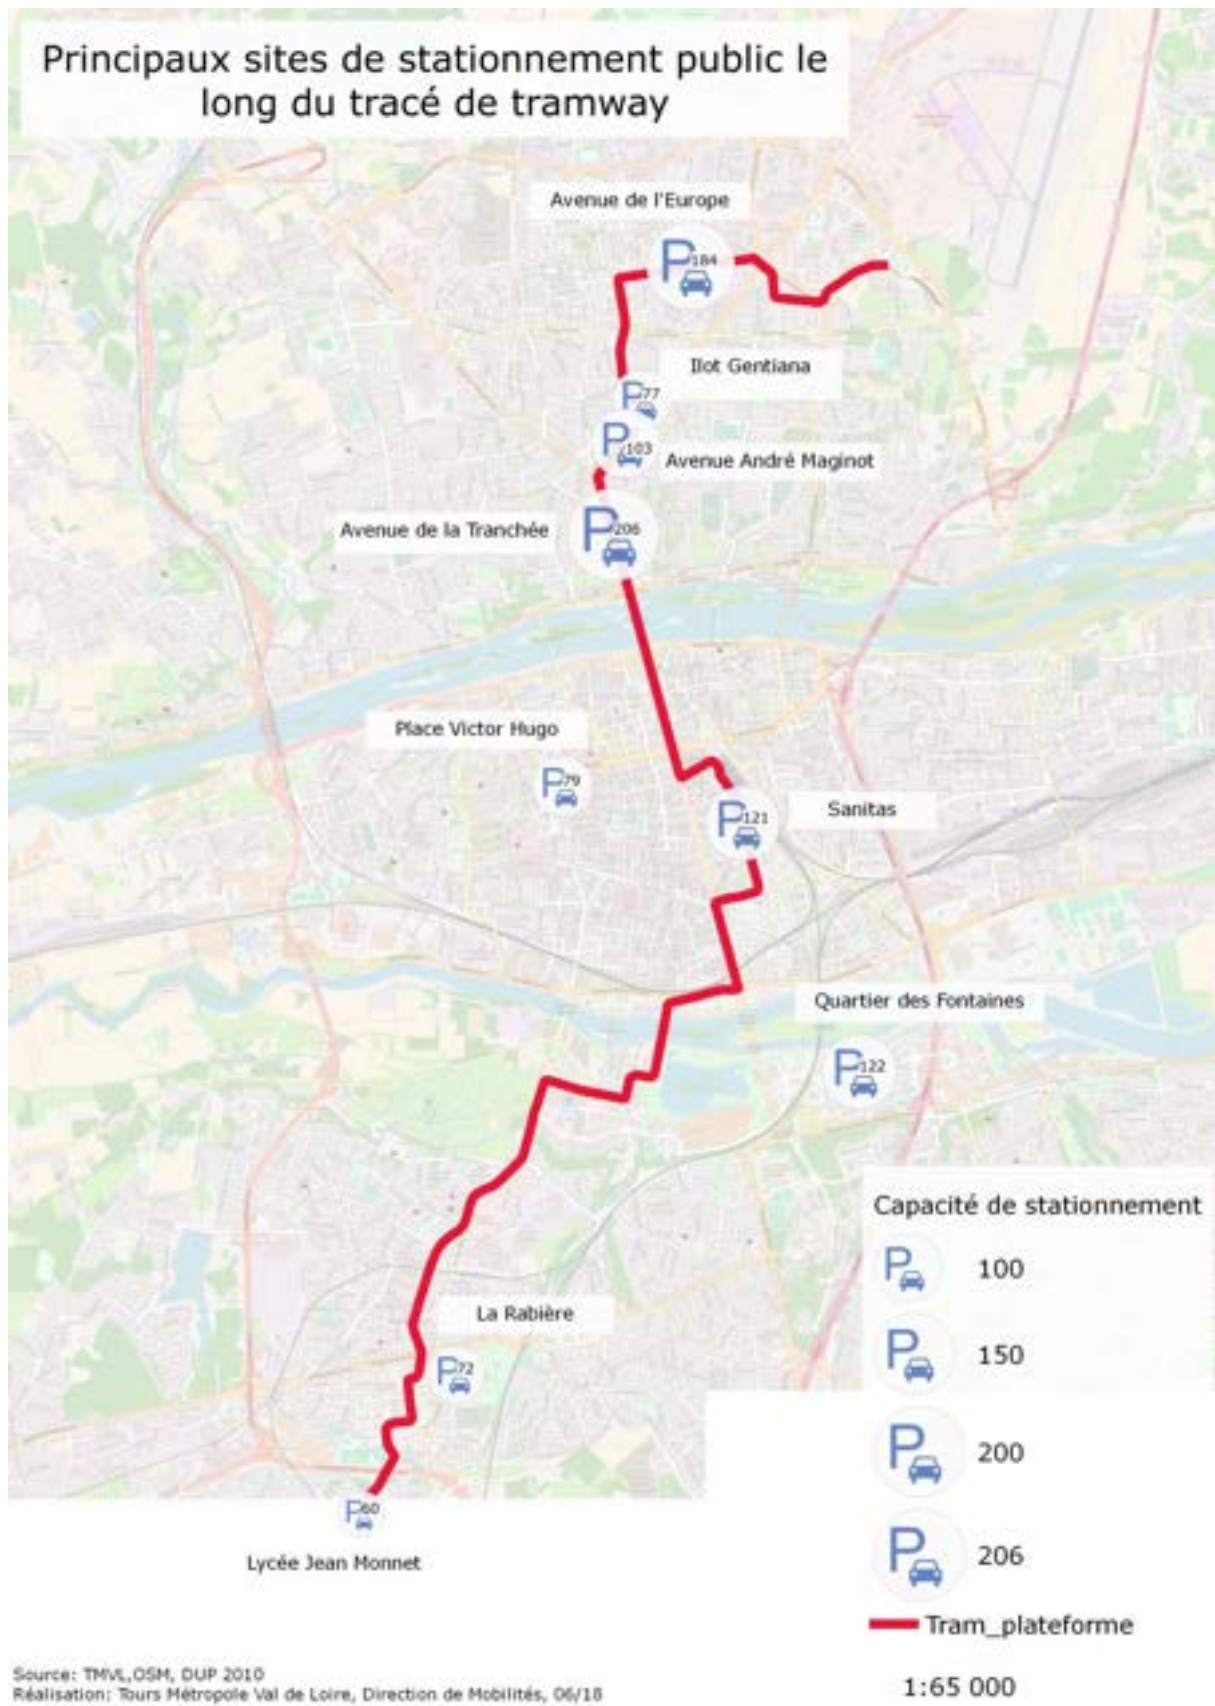 Principaux sites de stationnement public le
long du tracé de tramway
Avenue de l'Europe
P 184
Ilot Gentiana
P 77
P 103
Avenue André Maginot
Avenue de la Tranchée
P 206
Place Victor Hugo
P 79
P 121
Sanitas
Quartier des Fontaines
P 122
Capacité de stationnement
P 100
P 150
P 200
P 206
La Rabière
P 72
P 60
Lycée Jean Monnet
Tram_plateforme
1:65 000
Source: TMVL,OSM, DUP 2010
Réalisation: Tours Métropole Val de Loire, Direction de Mobilités, 06/18